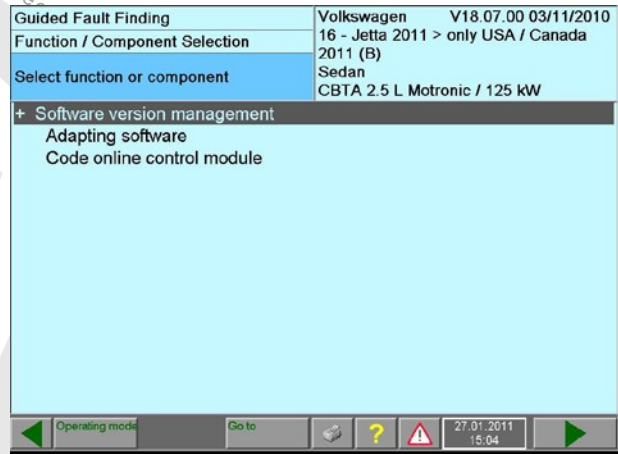 Guided Fault Finding
Function / Component Selection
Select function or component
Volkswagen V18.07.00 03/11/2010
16 - Jetta 2011 > only USA / Canada
2011 (B)
Sedan
CBTA 2.5 L Motronic / 125 kW
+ Software version management
Adapting software
Code online control module
Operating mode
Go to
?
27.01.2011
15:04